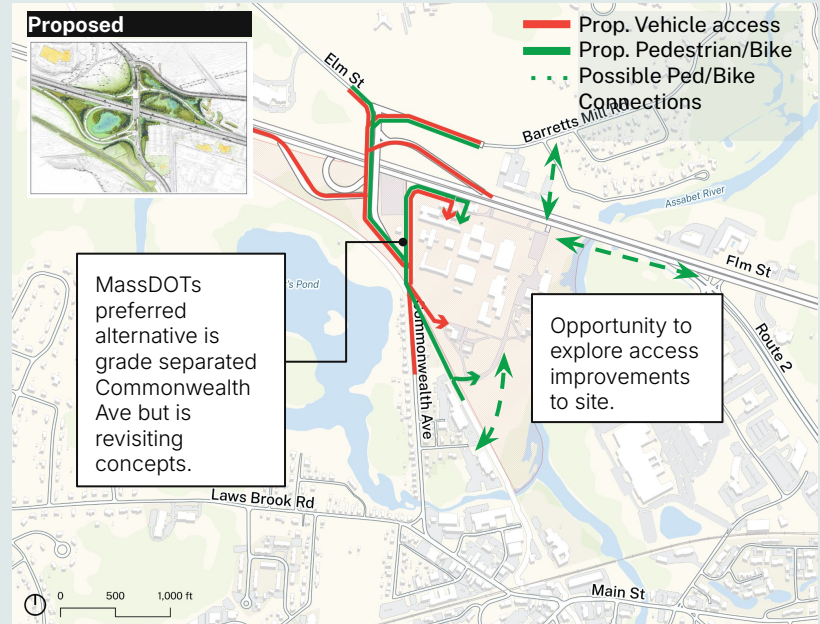 Proposed
Prop. Vehicle access
Prop. Pedestrian/Bike
Possible Ped/Bike
Connections
Elm St
Barretts Mill Rd
Assabet River
Elm St
Route 2
MassDOTs
preferred
alternative is
grade separated
Commonwealth
Ave but is
revisiting
concepts.
Pond
Opportunity to
explore access
improvements
to site.
Commonwealth Ave
Laws Brook Rd
Main St
0 500 1,000 ft